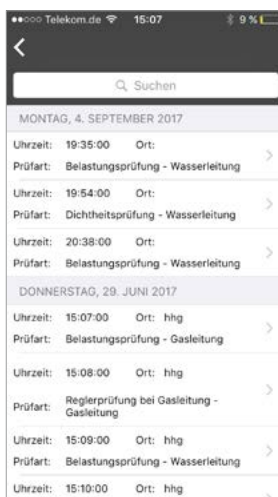 Telekom.de 15:07 9 %
Suchen
MONTAG, 4. SEPTEMBER 2017
Uhrzeit: 19:35:00 Ort:
Prüfart: Belastungsprüfung - Wasserleitung
Uhrzeit: 19:54:00 Ort:
Prüfart: Dichtheitsprüfung - Wasserleitung
Uhrzeit: 20:38:00 Ort:
Prüfart: Belastungsprüfung - Wasserleitung
DONNERSTAG, 29. JUNI 2017
Uhrzeit: 15:07:00 Ort: hhg
Prüfart: Belastungsprüfung - Gasleitung
Uhrzeit: 15:08:00 Ort: hhg
Prüfart: Reglerprüfung bei Gasleitung -
Gasleitung
Uhrzeit: 15:09:00 Ort: hhg
Prüfart: Belastungsprüfung - Wasserleitung
Uhrzeit: 15:10:00 Ort: hhg